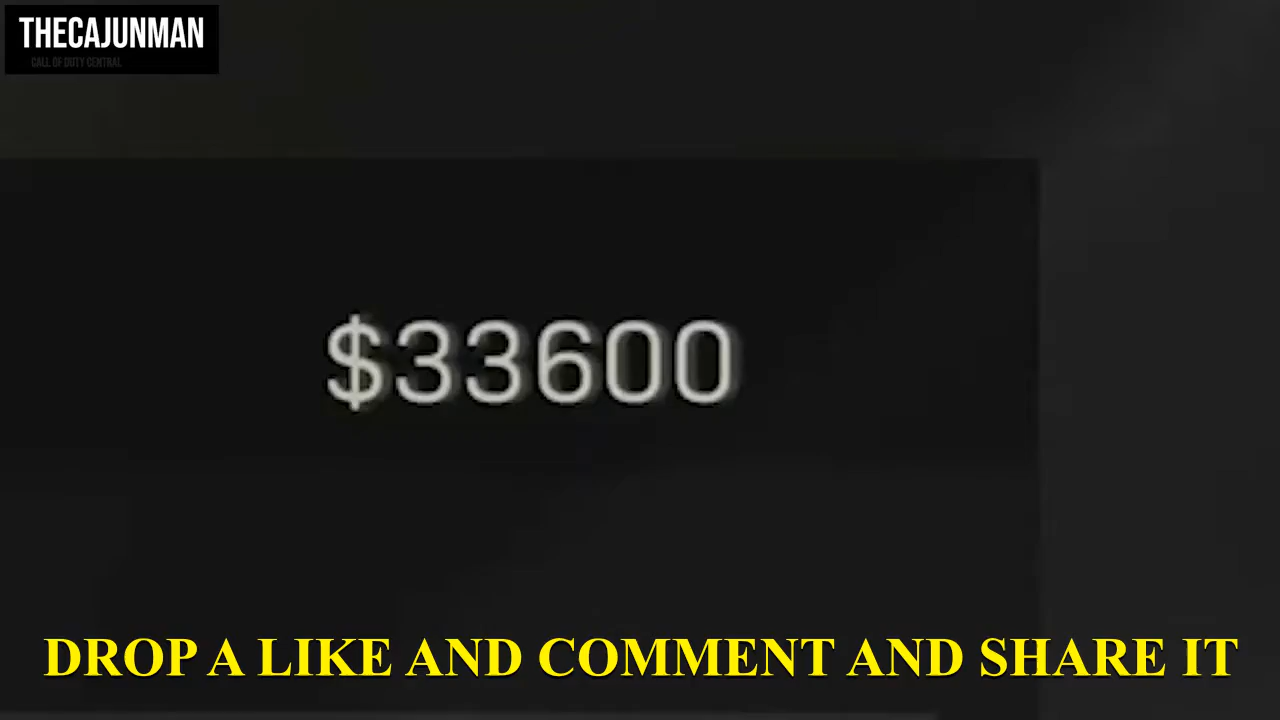 THECAJUNMAN
CALL OF DUTY CENTRAL
$33600
DROP A LIKE AND COMMENT AND SHARE IT